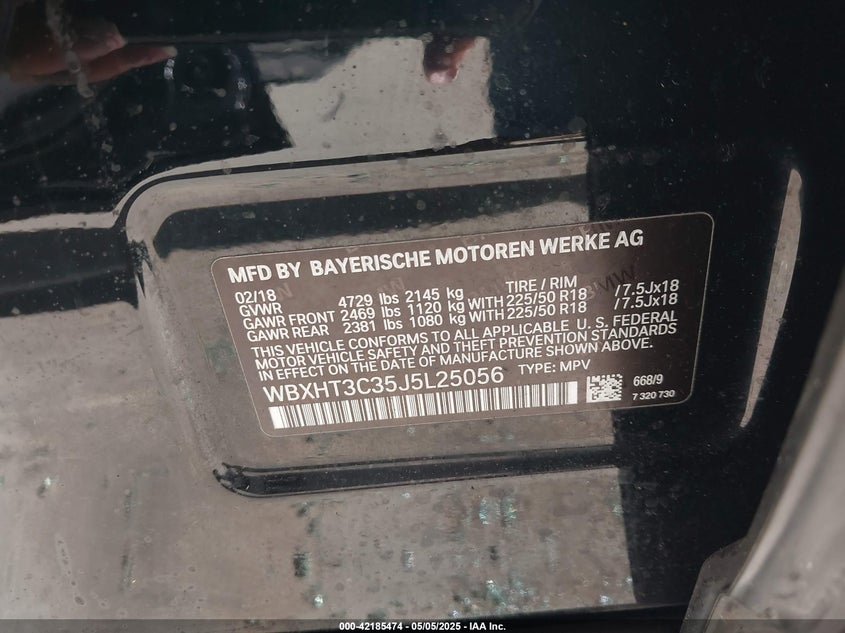 MFD BY BAYERISCHE MOTOREN WERKE AG
02/18 TIRE / RIM
GVWR 4729 lbs 2145 kg
GAWR FRONT 2469 lbs 1120 kg WITH 225/50 R18 /7.5Jx18
GAWR REAR 2381 lbs 1080 kg WITH 225/50 R18 /7.5Jx18
THIS VEHICLE CONFORMS TO ALL APPLICABLE U. S. FEDERAL
MOTOR VEHICLE SAFETY AND THEFT PREVENTION STANDARDS
IN EFFECT ON THE DATE OF MANUFACTURE SHOWN ABOVE.
WBXHT3C35J5L25056 TYPE: MPV
668/9
7 320 730
BMW
000-42185474 - 05/05/2025 - IAA Inc.